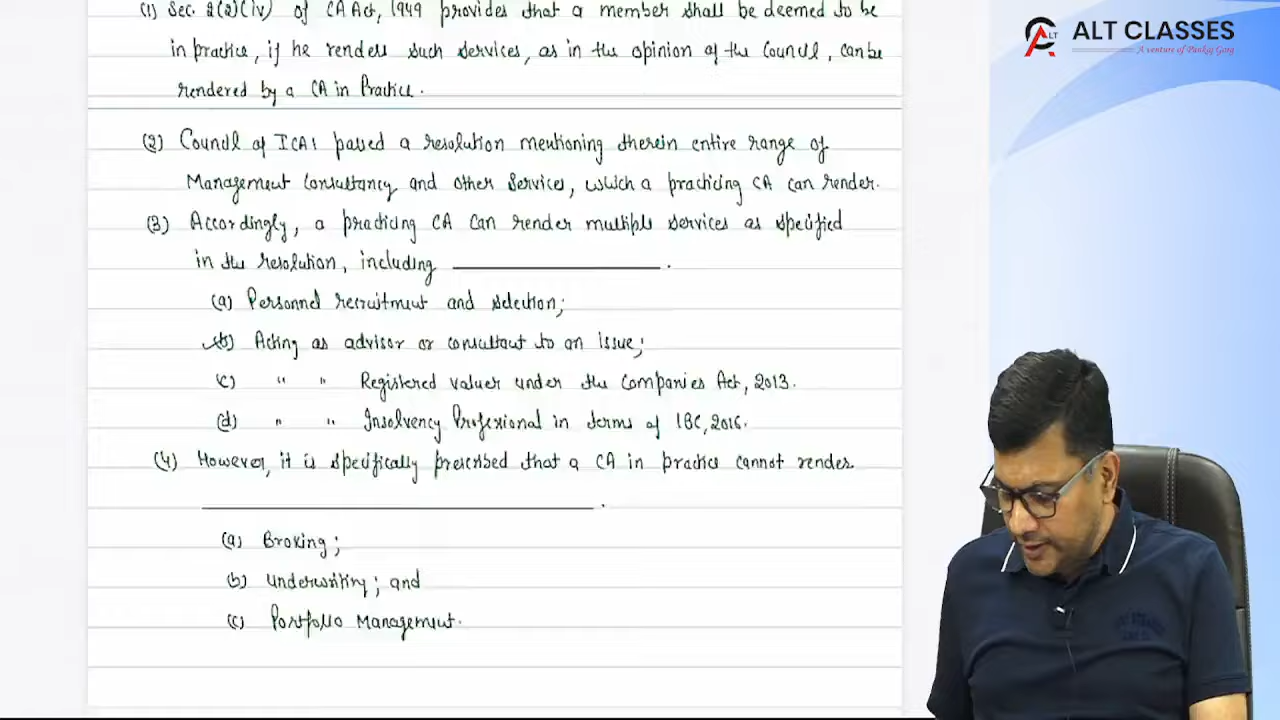 (1) Sec. 2(2)(iv) of CA Act, 1949 provides that a member shall be deemed to be
in practice, if he renders such services, as in the opinion of the Council, can be
rendered by a CA in Practice.
(2) Council of ICAI passed a resolution mentioning therein entire range of
Management Consultancy and other Services, which a practicing CA can render.
(3) Accordingly, a practicing CA can render multiple services as specified
in the resolution, including ________.
(a) Personnel recruitment and selection;
(b) Acting as advisor or consultant to an issue;
(c) " " Registered valuer under the Companies Act, 2013.
(d) " " Insolvency Professional in terms of IBC, 2016.
(4) However, it is specifically prescribed that a CA in practice cannot render
________.
(a) Broking;
(b) Underwriting; and
(c) Portfolio Management.
ALT
ALT CLASSES
A venture of Pankaj Garg